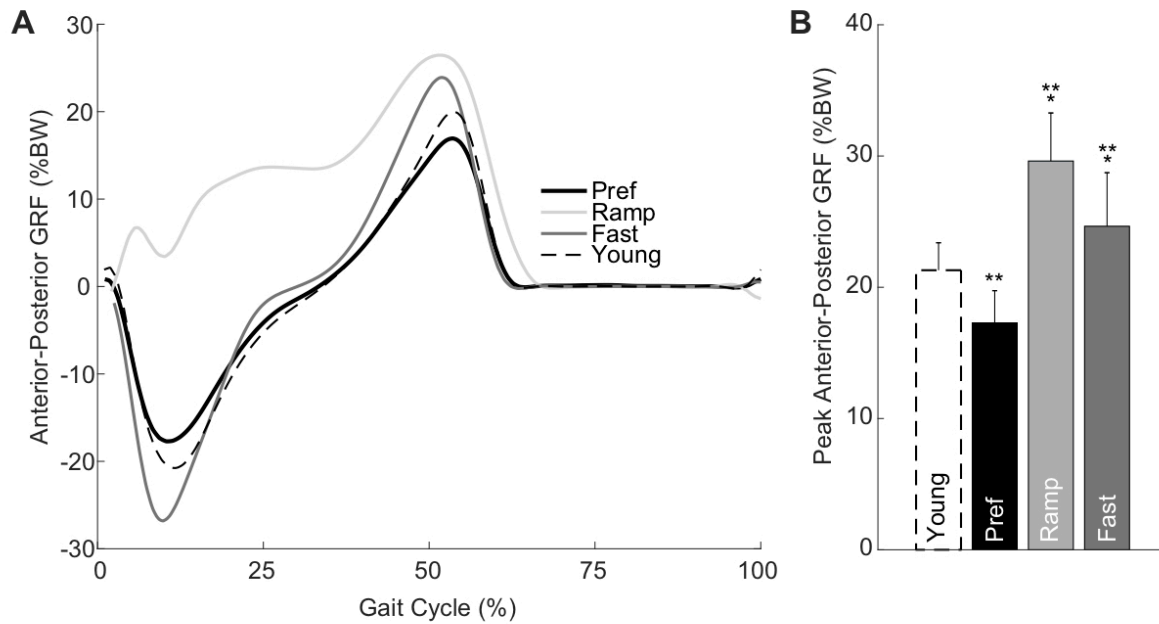 A
Anterior-Posterior GRF (%BW)
30
20
10
0
-10
-20
-30
0 25 50 75 100
Gait Cycle (%)
Pref
Ramp
Fast
Young
B
Peak Anterior-Posterior GRF (%BW)
40
30
20
10
0
**
**
*
**
*
Young
Pref
Ramp
Fast